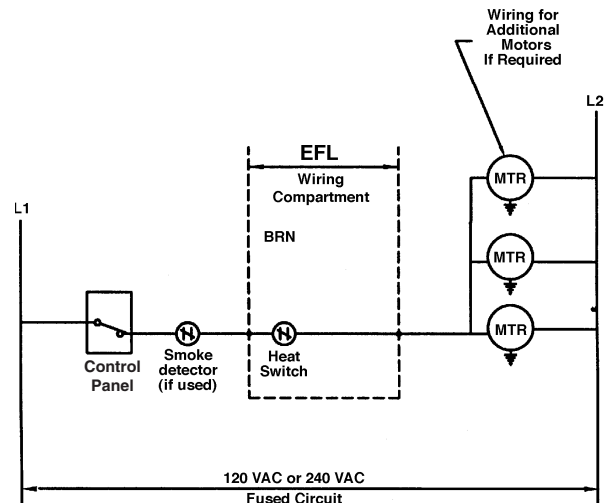 Wiring for
Additional
Motors
If Required
L2
EFL
Wiring
Compartment
MTR
L1
BRN
MTR
MTR
Control
Panel
Smoke
detector
(if used)
Heat
Switch
120 VAC or 240 VAC
Fused Circuit